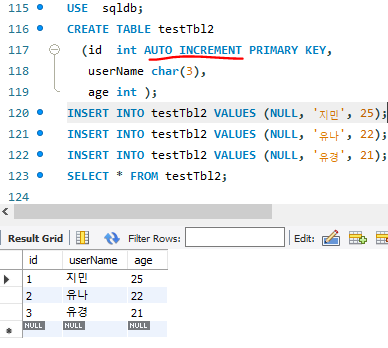 115 USE sqldb;
116 CREATE TABLE testTbl2
117 (id int AUTO_INCREMENT PRIMARY KEY,
118 userName char(3),
119 age int );
120 INSERT INTO testTbl2 VALUES (NULL, '지민', 25);
121 INSERT INTO testTbl2 VALUES (NULL, '유나', 22);
122 INSERT INTO testTbl2 VALUES (NULL, '유경', 21);
123 SELECT * FROM testTbl2;
124
Result Grid Filter Rows: Edit:
id userName age
1 지민 25
2 유나 22
3 유경 21
NULL NULL NULL